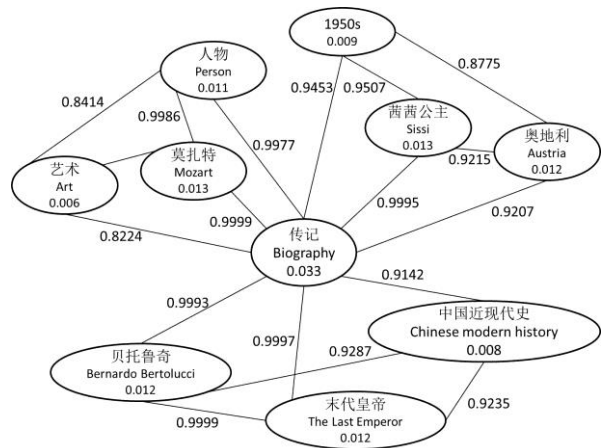 1950s
0.009
人物
Person
0.011
0.8775
0.9453
0.9507
0.8414
0.9986
茜茜公主
Sissi
0.013
奥地利
Austria
0.012
0.9977
莫扎特
Mozart
0.013
0.9215
艺术
Art
0.006
0.9995
0.9207
0.9999
0.8224
传记
Biography
0.033
0.9142
0.9993
0.9997
中国近现代史
Chinese modern history
0.008
0.9287
贝托鲁奇
Bernardo Bertolucci
0.012
0.9235
末代皇帝
The Last Emperor
0.012
0.9999